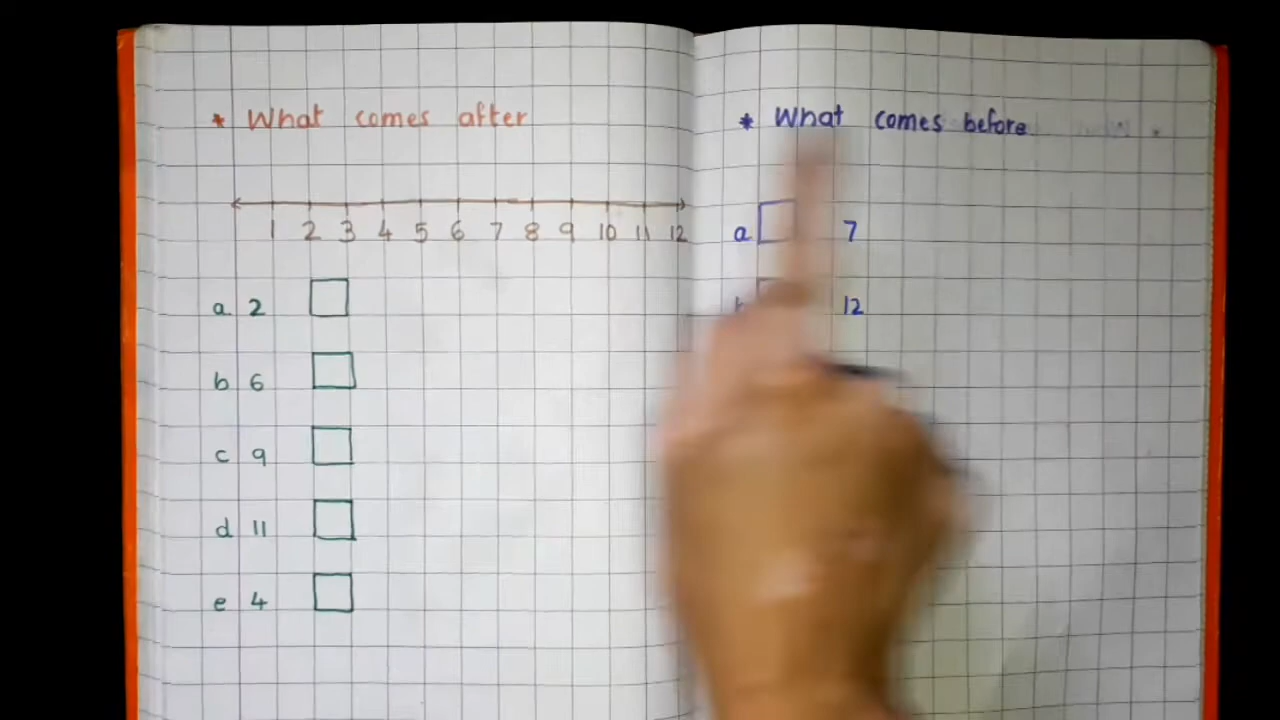 * What comes after
1 2 3 4 5 6 7 8 9 10 11 12
a 2
b 6
c 9
d 11
e 4
* What comes before
a 7
12